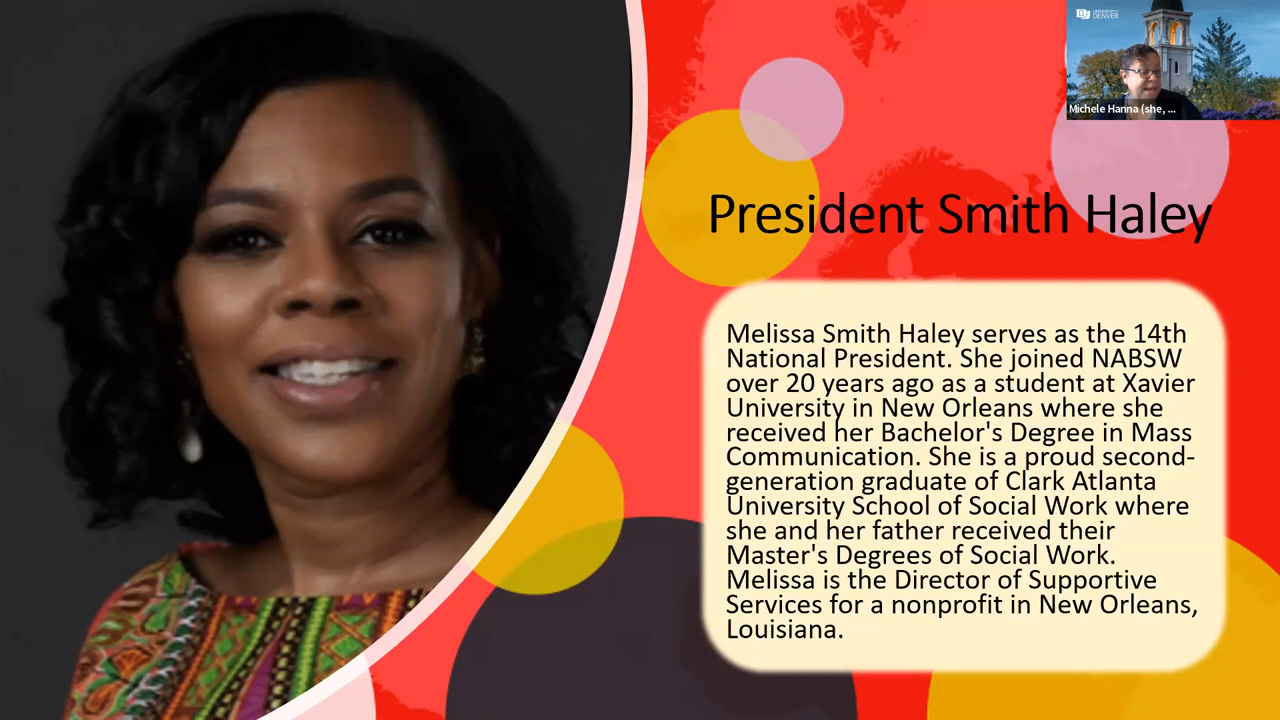 UNIVERSITY OF
DENVER
Michele Hanna (she, ...
President Smith Haley
Melissa Smith Haley serves as the 14th
National President. She joined NABSW
over 20 years ago as a student at Xavier
University in New Orleans where she
received her Bachelor's Degree in Mass
Communication. She is a proud second-
generation graduate of Clark Atlanta
University School of Social Work where
she and her father received their
Master's Degrees of Social Work.
Melissa is the Director of Supportive
Services for a nonprofit in New Orleans,
Louisiana.